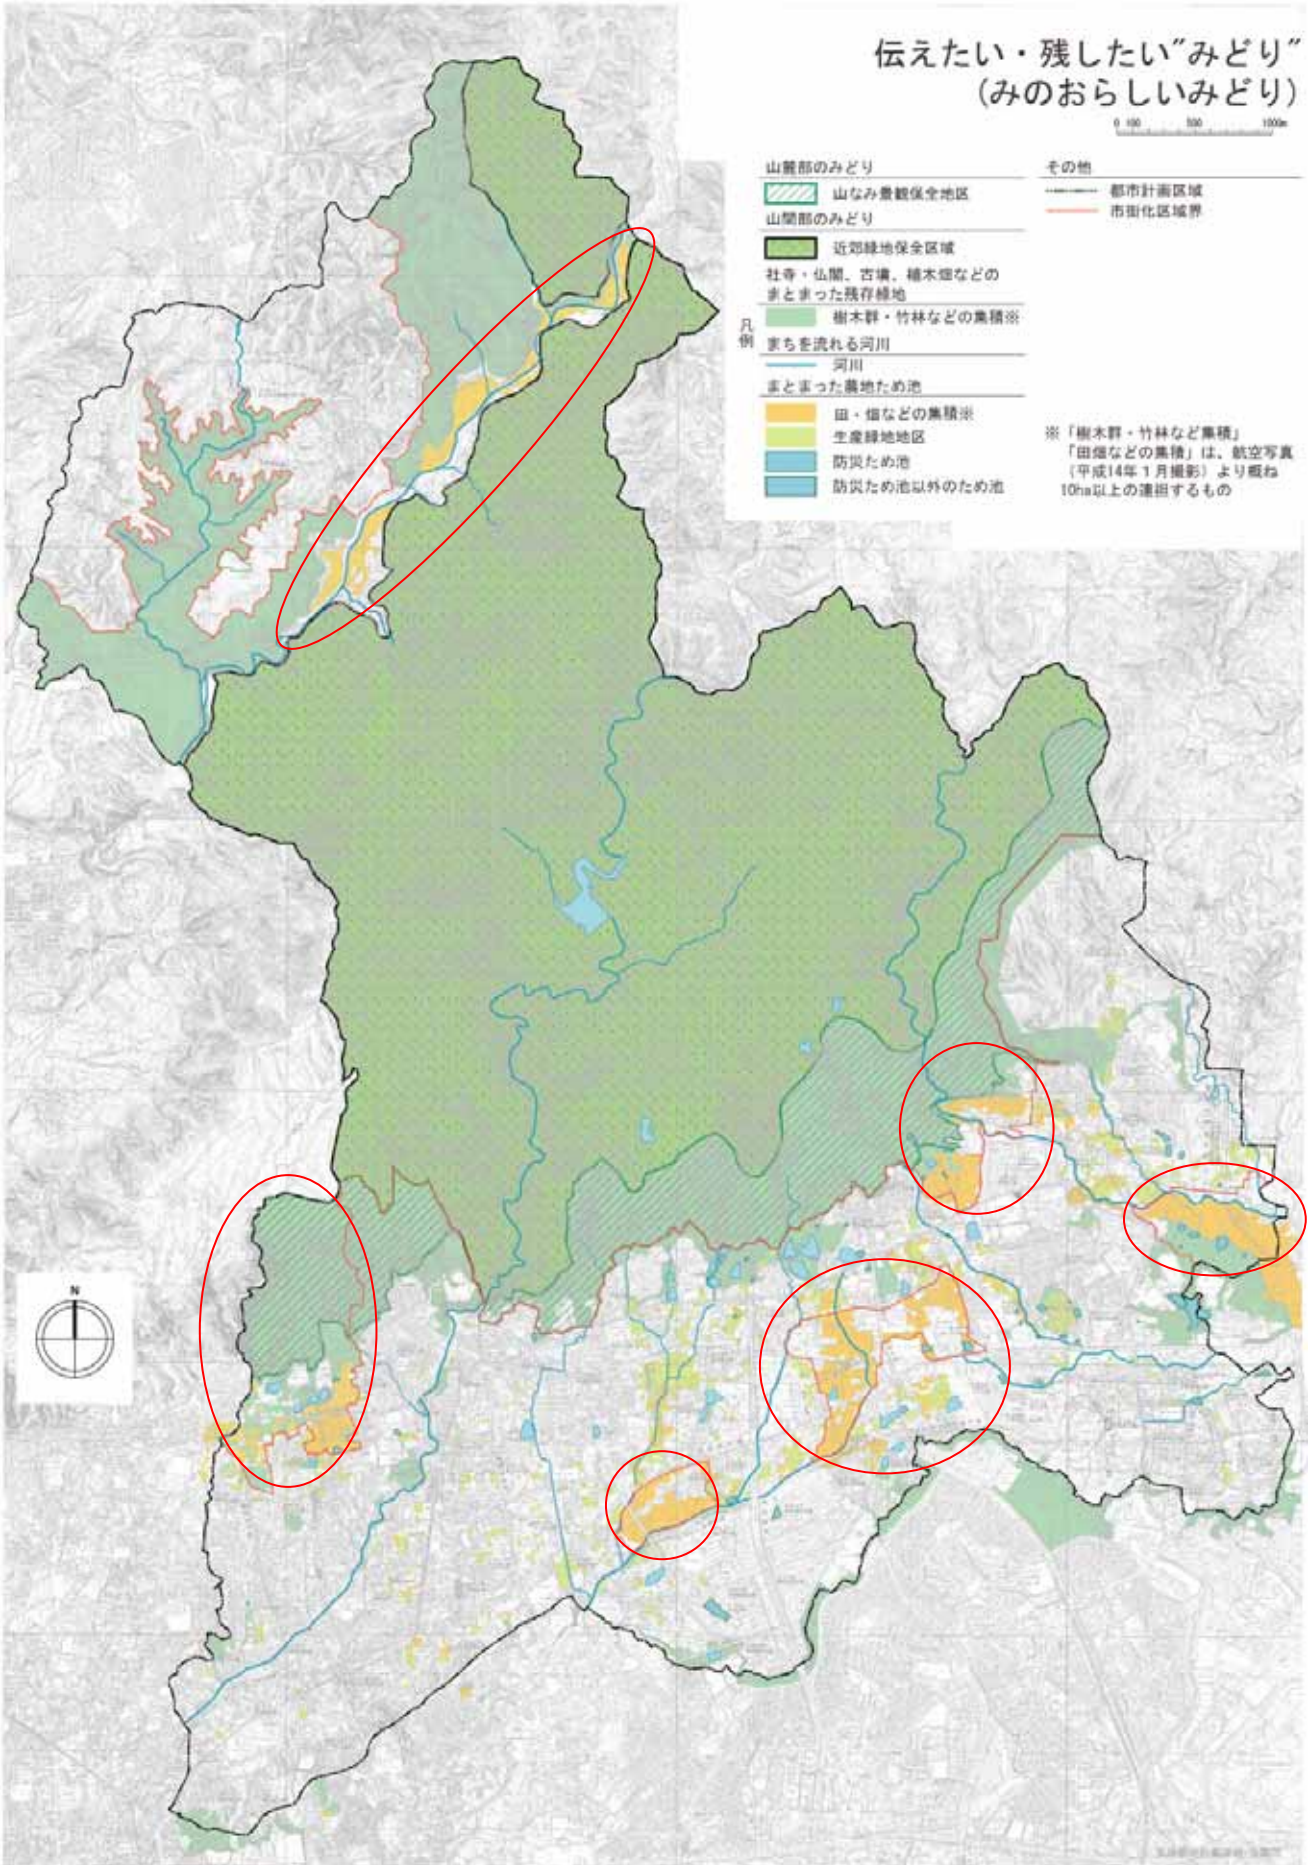 伝えたい・残したい"みどり"
(みのおらしいみどり)
0 100 500 1000m
凡例
山麓部のみどり
山なみ景観保全地区
山間部のみどり
近郊緑地保全区域
社寺・仏閣、古墳、植木畑などの
まとまった残存緑地
樹木群・竹林などの集積※
まちを流れる河川
河川
まとまった農地ため池
田・畑などの集積※
生産緑地地区
防災ため池
防災ため池以外のため池
その他
都市計画区域
市街化区域界
※「樹木群・竹林など集積」
「田畑などの集積」は、航空写真
(平成14年1月撮影)より概ね
10ha以上の連担するもの
N